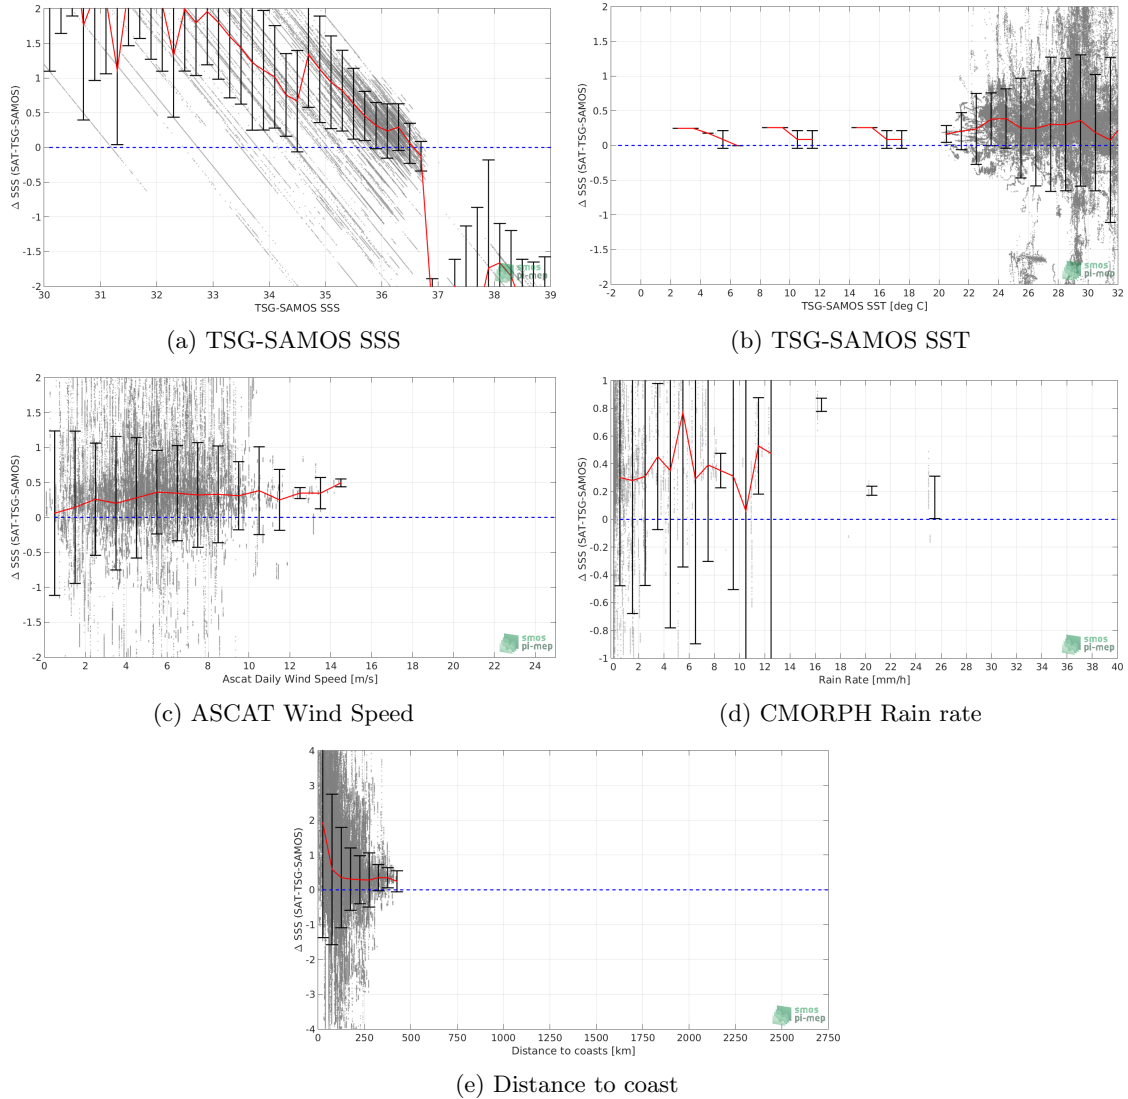 2
1.5
1
0.5
0
-0.5
-1
-1.5
-2
Δ SSS (SAT-TSG-SAMOS)
30 31 32 33 34 35 36 37 38 39
TSG-SAMOS SSS
smos
pi-mep
(a) TSG-SAMOS SSS
2
1.5
1
0.5
0
-0.5
-1
-1.5
-2
Δ SSS (SAT-TSG-SAMOS)
-2 0 2 4 6 8 10 12 14 16 18 20 22 24 26 28 30 32
TSG-SAMOS SST [deg C]
smos
pi-mep
(b) TSG-SAMOS SST
2
1.5
1
0.5
0
-0.5
-1
-1.5
-2
Δ SSS (SAT-TSG-SAMOS)
0 2 4 6 8 10 12 14 16 18 20 22 24
Ascat Daily Wind Speed [m/s]
smos
pi-mep
(c) ASCAT Wind Speed
1
0.8
0.6
0.4
0.2
0
-0.2
-0.4
-0.6
-0.8
-1
Δ SSS (SAT-TSG-SAMOS)
0 2 4 6 8 10 12 14 16 18 20 22 24 26 28 30 32 34 36 38 40
Rain Rate [mm/h]
smos
pi-mep
(d) CMORPH Rain rate
4
3
2
1
0
-1
-2
-3
-4
Δ SSS (SAT-TSG-SAMOS)
0 250 500 750 1000 1250 1500 1750 2000 2250 2500 2750
Distance to coasts [km]
smos
pi-mep
(e) Distance to coast